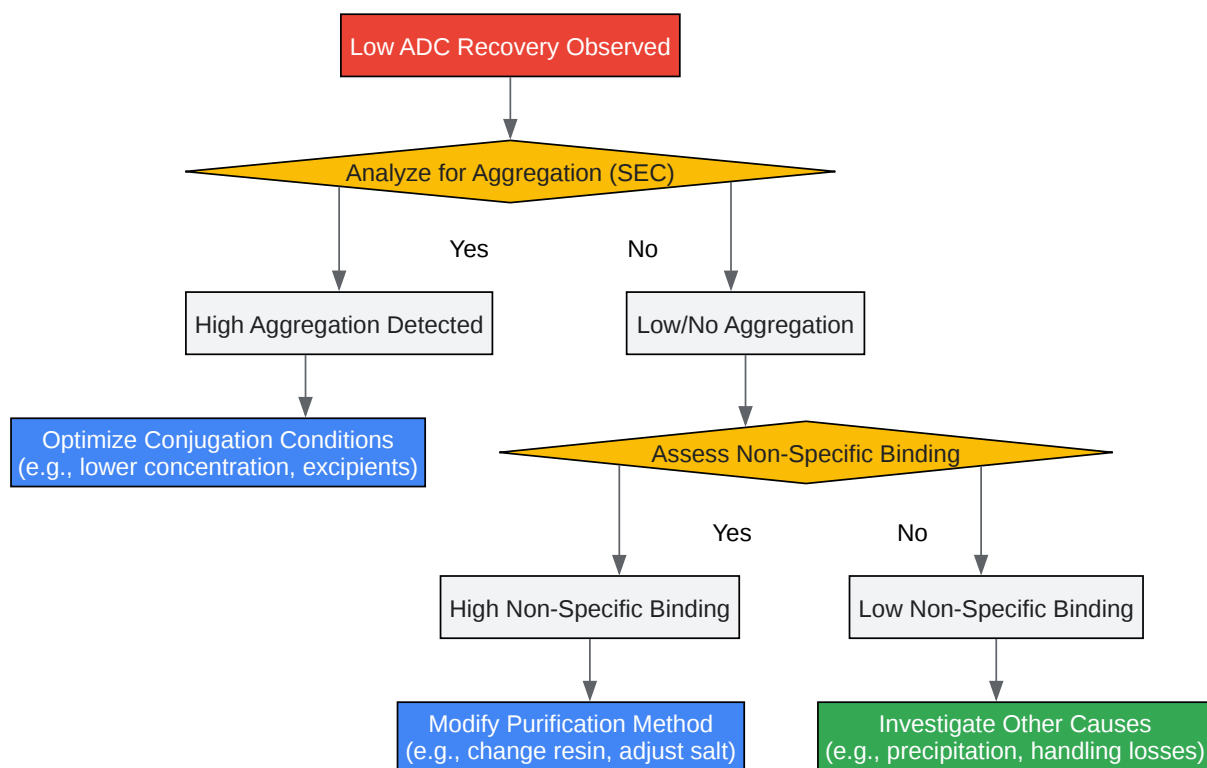 Low ADC Recovery Observed
Analyze for Aggregation (SEC)
Yes
No
High Aggregation Detected
Low/No Aggregation
Optimize Conjugation Conditions
(e.g., lower concentration, excipients)
Assess Non-Specific Binding
Yes
No
High Non-Specific Binding
Low Non-Specific Binding
Modify Purification Method
(e.g., change resin, adjust salt)
Investigate Other Causes
(e.g., precipitation, handling losses)